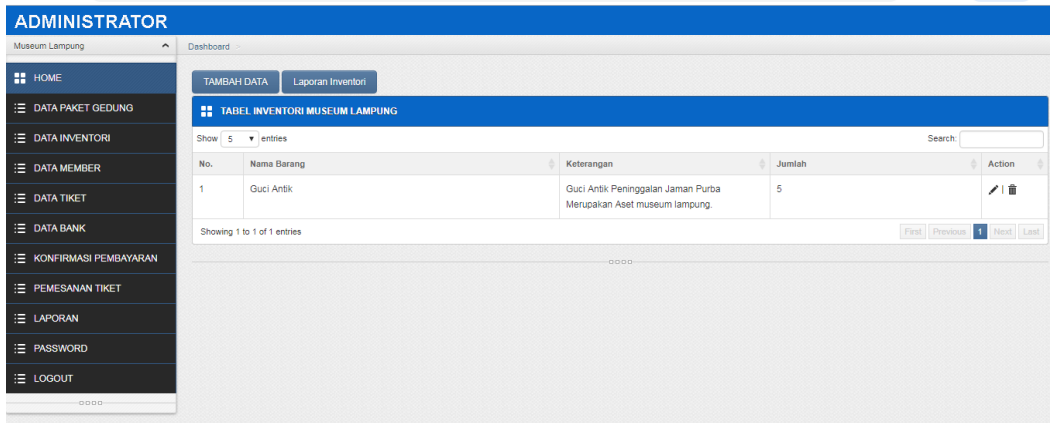 ADMINISTRATOR
Museum Lampung
Dashboard
HOME
DATA PAKET GEDUNG
DATA INVENTORI
DATA MEMBER
DATA TIKET
DATA BANK
KONFIRMASI PEMBAYARAN
PEMESANAN TIKET
LAPORAN
PASSWORD
LOGOUT
TAMBAH DATA Laporan Inventori
TABEL INVENTORI MUSEUM LAMPUNG
Show 5 entries Search:
No. Nama Barang Keterangan Jumlah Action
1 Guci Antik Guci Antik Peninggalan Jaman Purba 5
Merupakan Aset museum lampung.
Showing 1 to 1 of 1 entries First Previous 1 Next Last